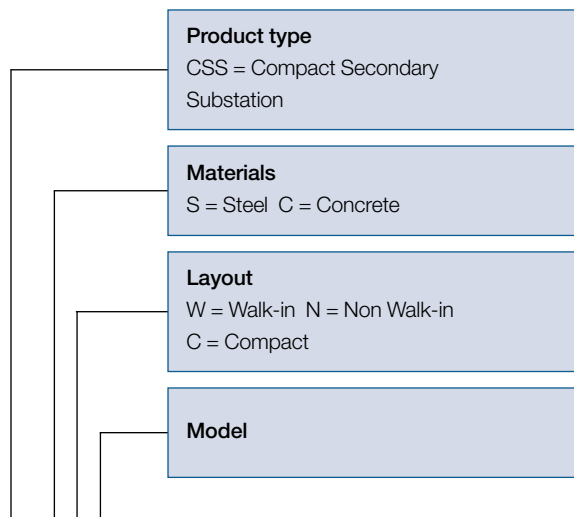 Product type
CSS = Compact Secondary
Substation
Materials
S = Steel  C = Concrete
Layout
W = Walk-in  N = Non Walk-in
C = Compact
Model